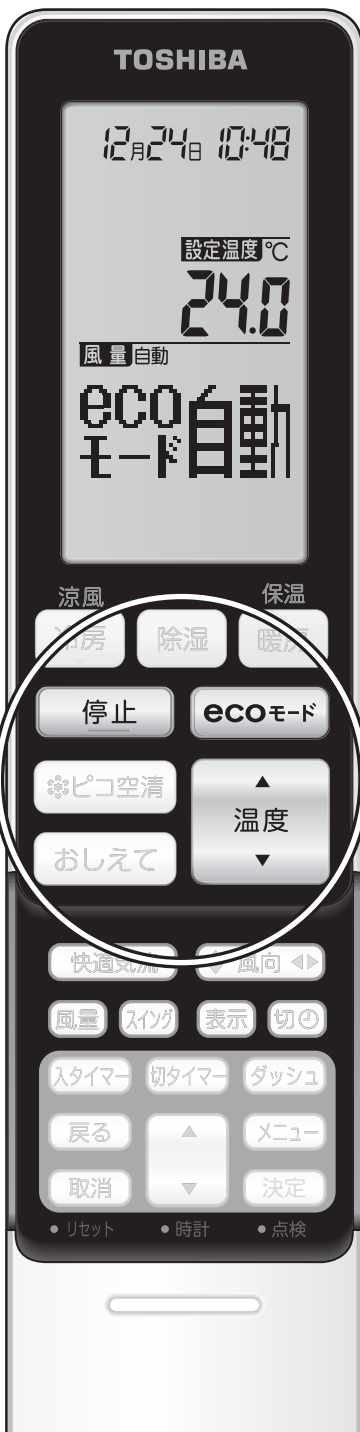 TOSHIBA
12月24日 10:48
設定温度 ℃
24.0
風量 自動
eco
モード 自動
涼風 保温
冷房 除湿 暖房
停止 ecoモード
ピコ空清
▲
温度
▼
おしえて
快適気流 風向
風量 スイング 表示 切
入タイマー 切タイマー ダッシュ
戻る ▲ メニュー
取消 ▼ 決定
リセット 時計 点検